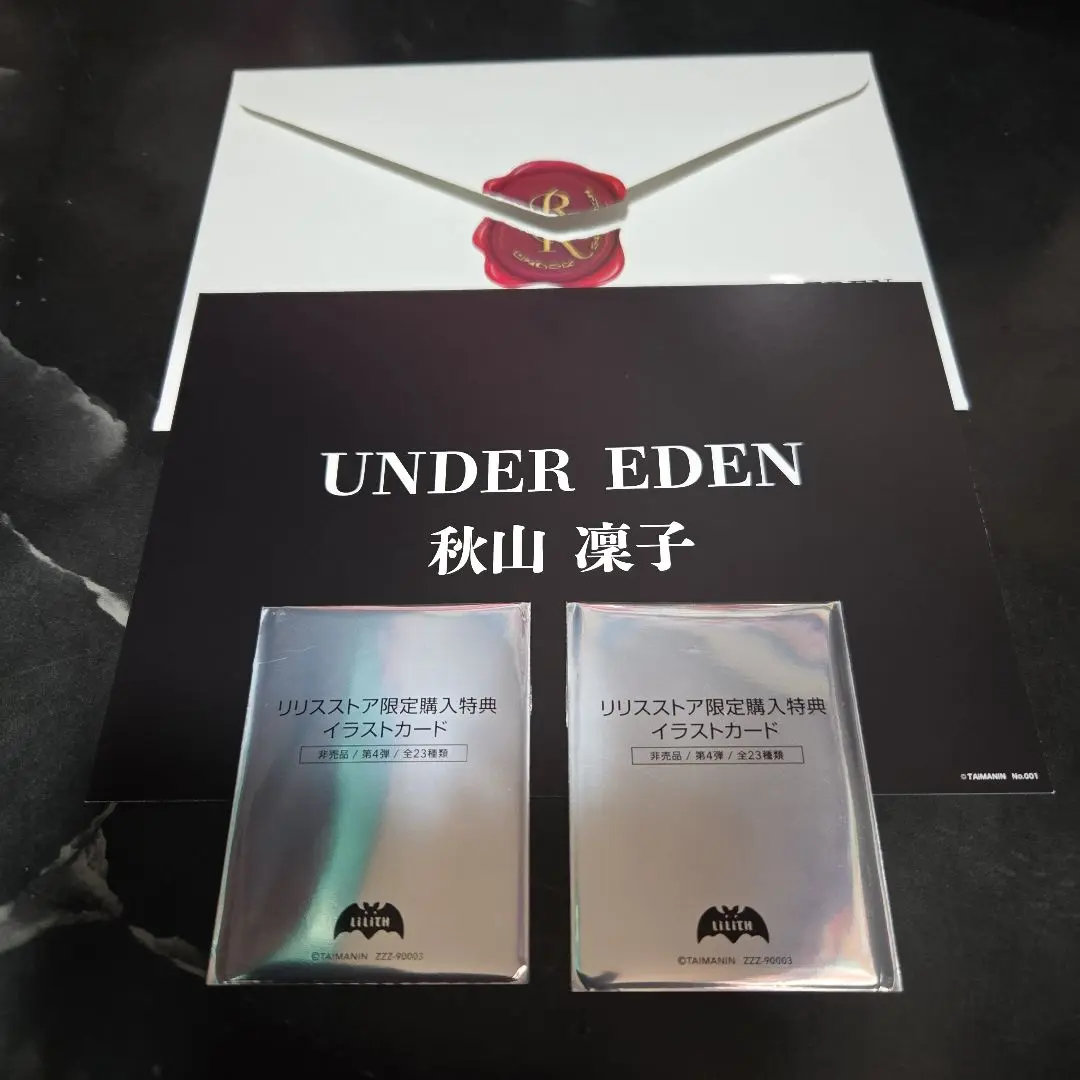 R
UNDER EDEN
秋山 凜子
リリスストア限定購入特典
イラストカード
非売品 / 第4弾 / 全23種類
LiLiTH
©TAIMANIN ZZZ-90003
リリスストア限定購入特典
イラストカード
非売品 / 第4弾 / 全23種類
LiLiTH
©TAIMANIN ZZZ-90003
©TAIMANIN No.001